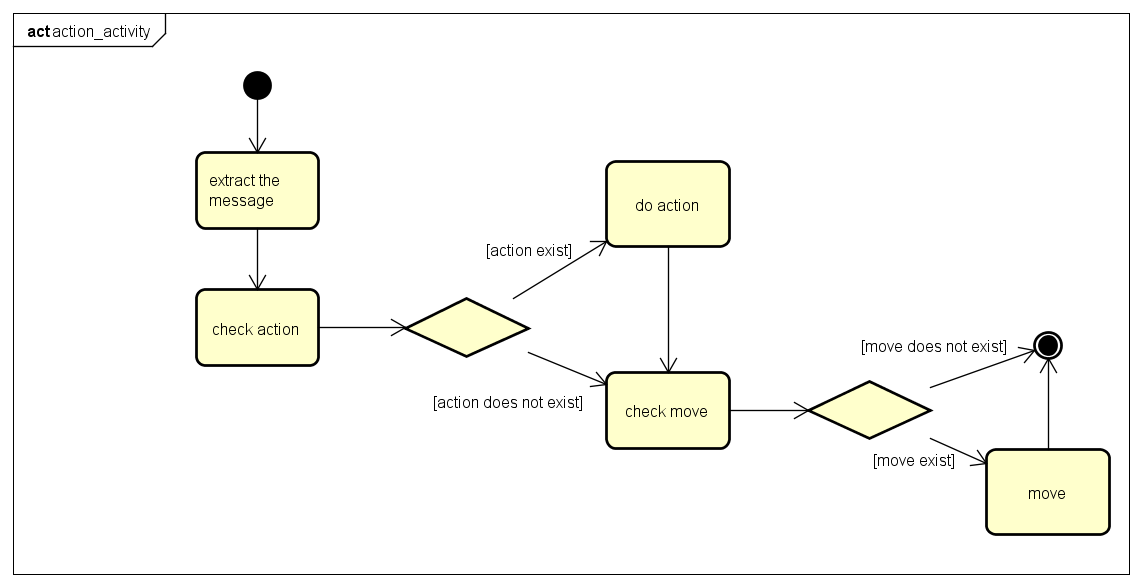 act action_activity
extract the
message
check action
[action exist]
do action
[action does not exist]
check move
[move does not exist]
[move exist]
move